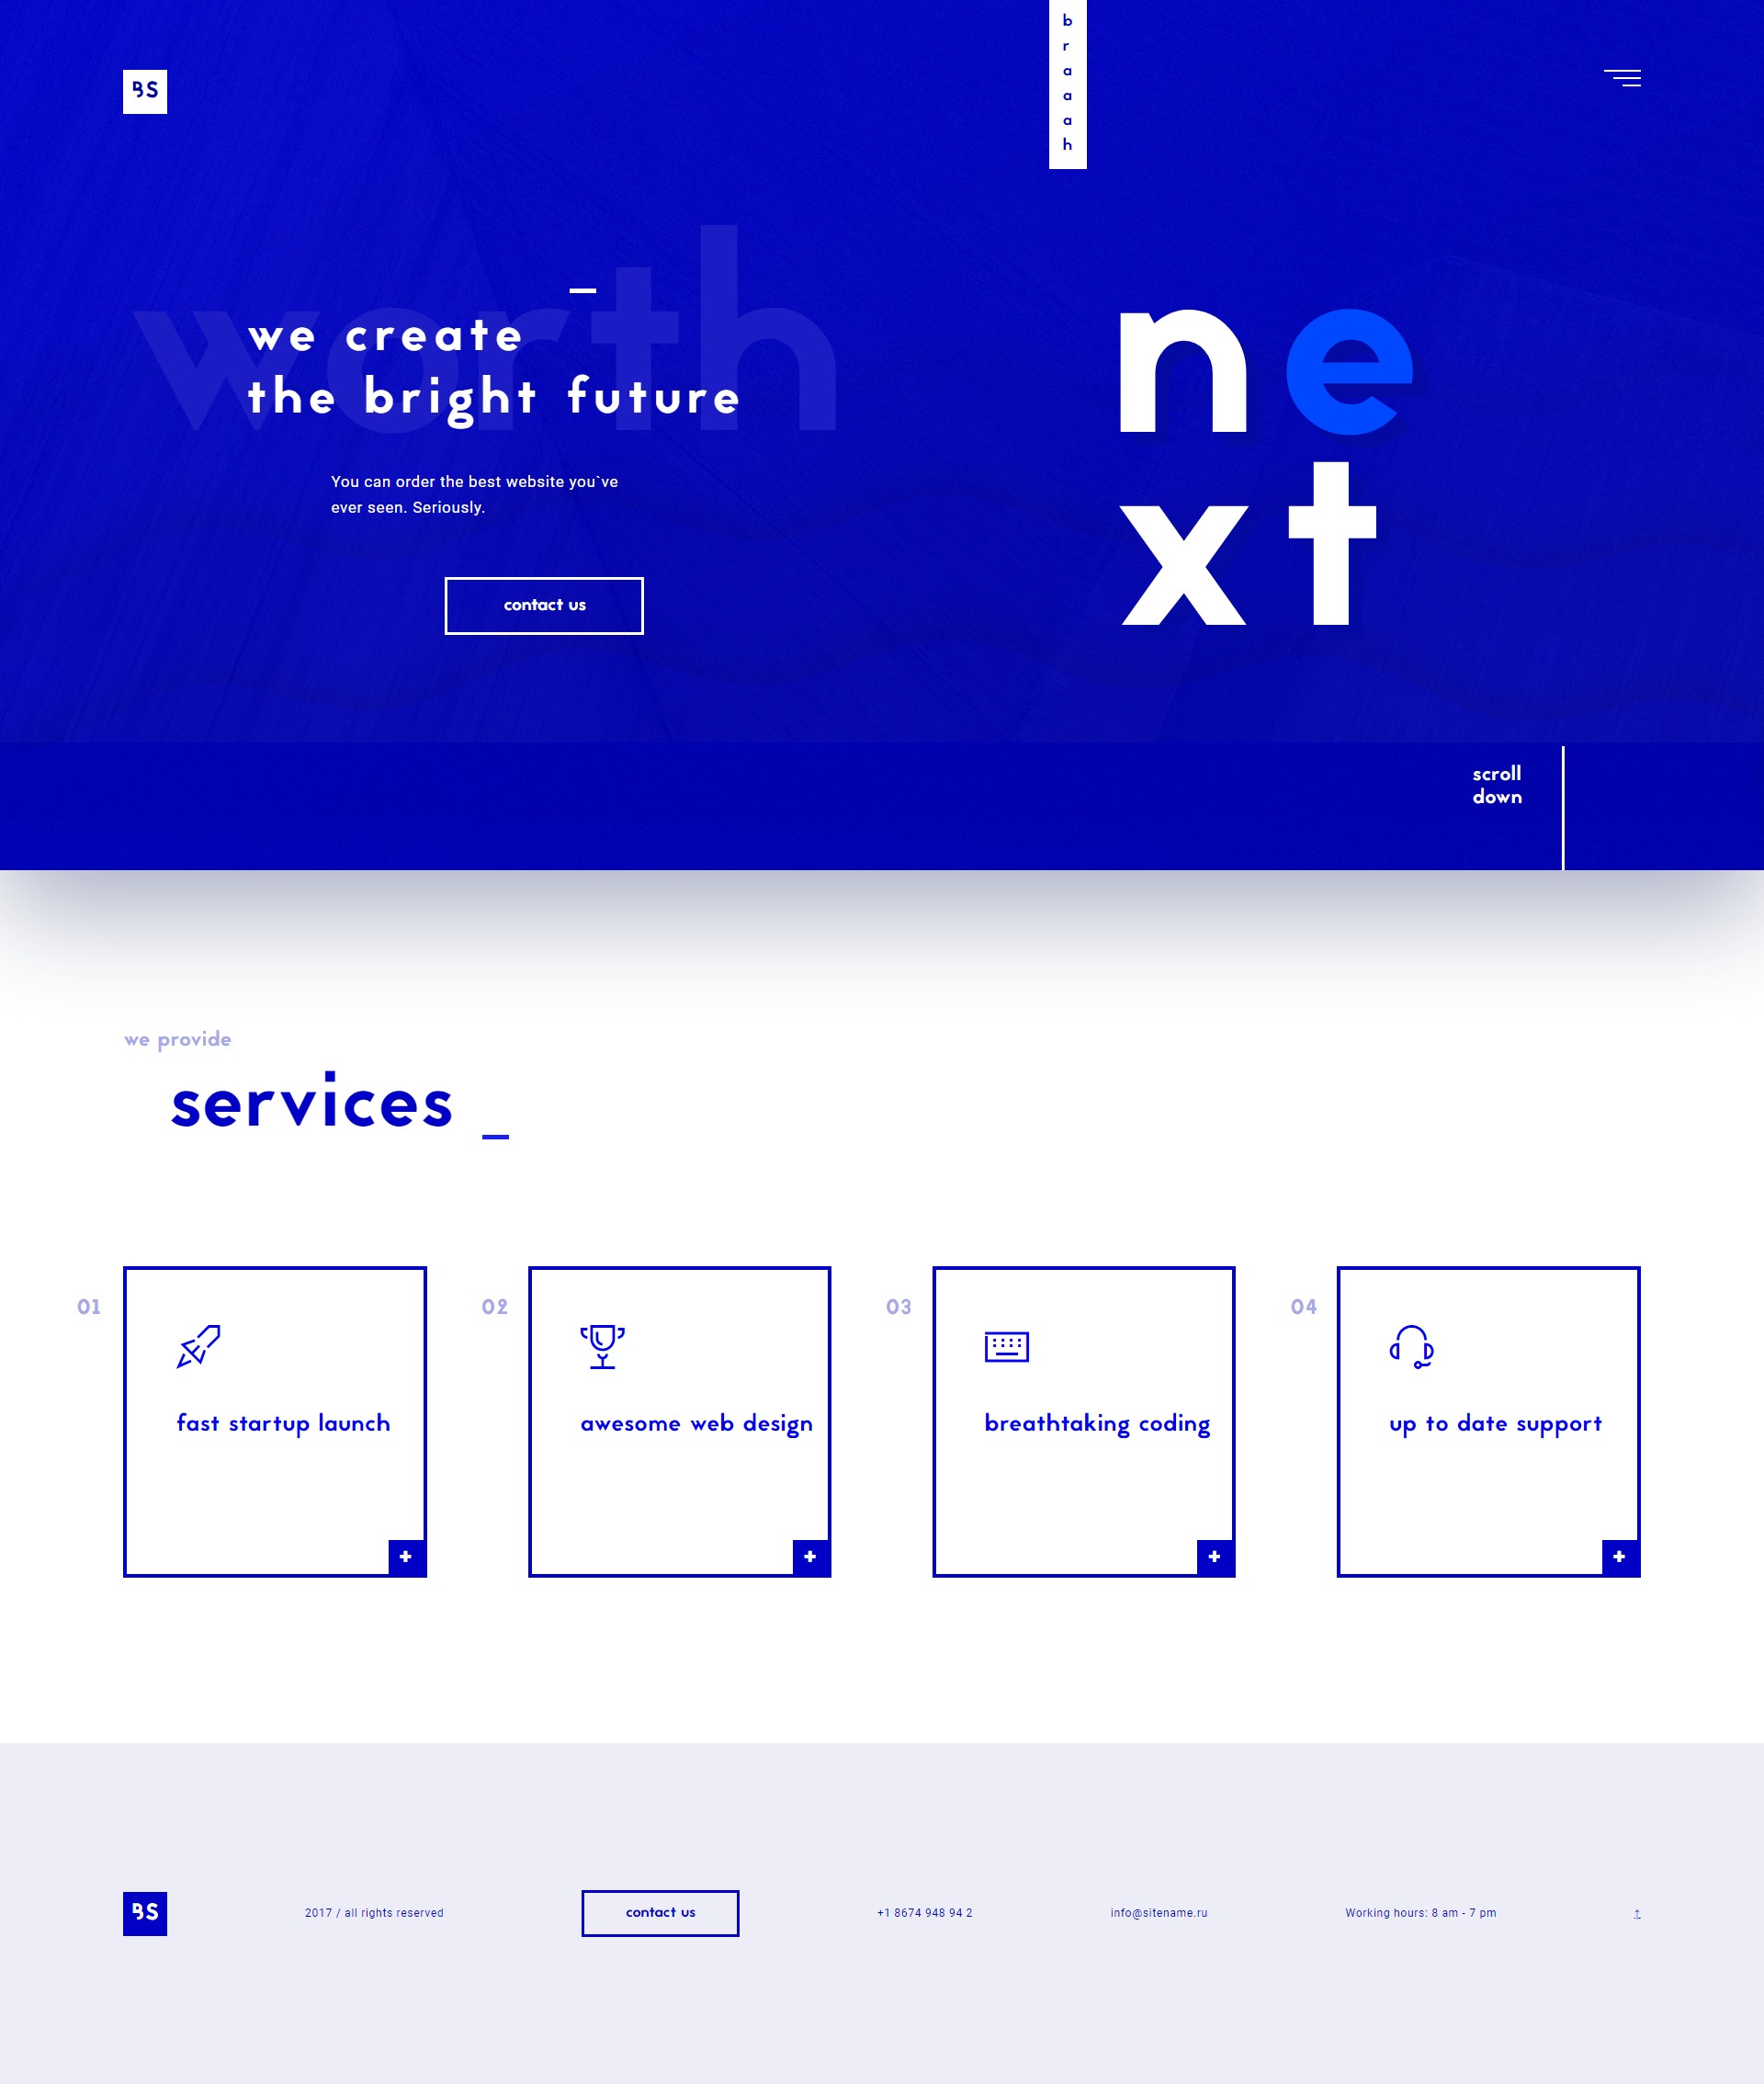 BS
b
r
a
a
a
h
worth
we create
the bright future
You can order the best website you`ve
ever seen. Seriously.
contact us
ne
xt
scroll
down
we provide
services _
01
fast startup launch
+
02
awesome web design
+
03
breathtaking coding
+
04
up to date support
+
BS
2017 / all rights reserved
contact us
+1 8674 948 94 2
info@sitename.ru
Working hours: 8 am - 7 pm